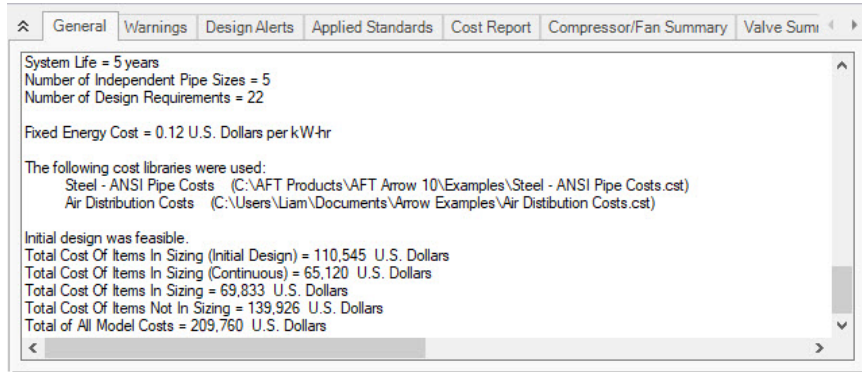 General Warnings Design Alerts Applied Standards Cost Report Compressor/Fan Summary Valve Sum
System Life = 5 years
Number of Independent Pipe Sizes = 5
Number of Design Requirements = 22
Fixed Energy Cost = 0.12 U.S. Dollars per kW-hr
The following cost libraries were used:
Steel - ANSI Pipe Costs (C:\AFT Products\AFT Arrow 10\Examples\Steel - ANSI Pipe Costs.cst)
Air Distribution Costs (C:\Users\Liam\Documents\Arrow Examples\Air Distibution Costs.cst)
Initial design was feasible.
Total Cost Of Items In Sizing (Initial Design) = 110,545 U.S. Dollars
Total Cost Of Items In Sizing (Continuous) = 65,120 U.S. Dollars
Total Cost Of Items In Sizing = 69,833 U.S. Dollars
Total Cost Of Items Not In Sizing = 139,926 U.S. Dollars
Total of All Model Costs = 209,760 U.S. Dollars